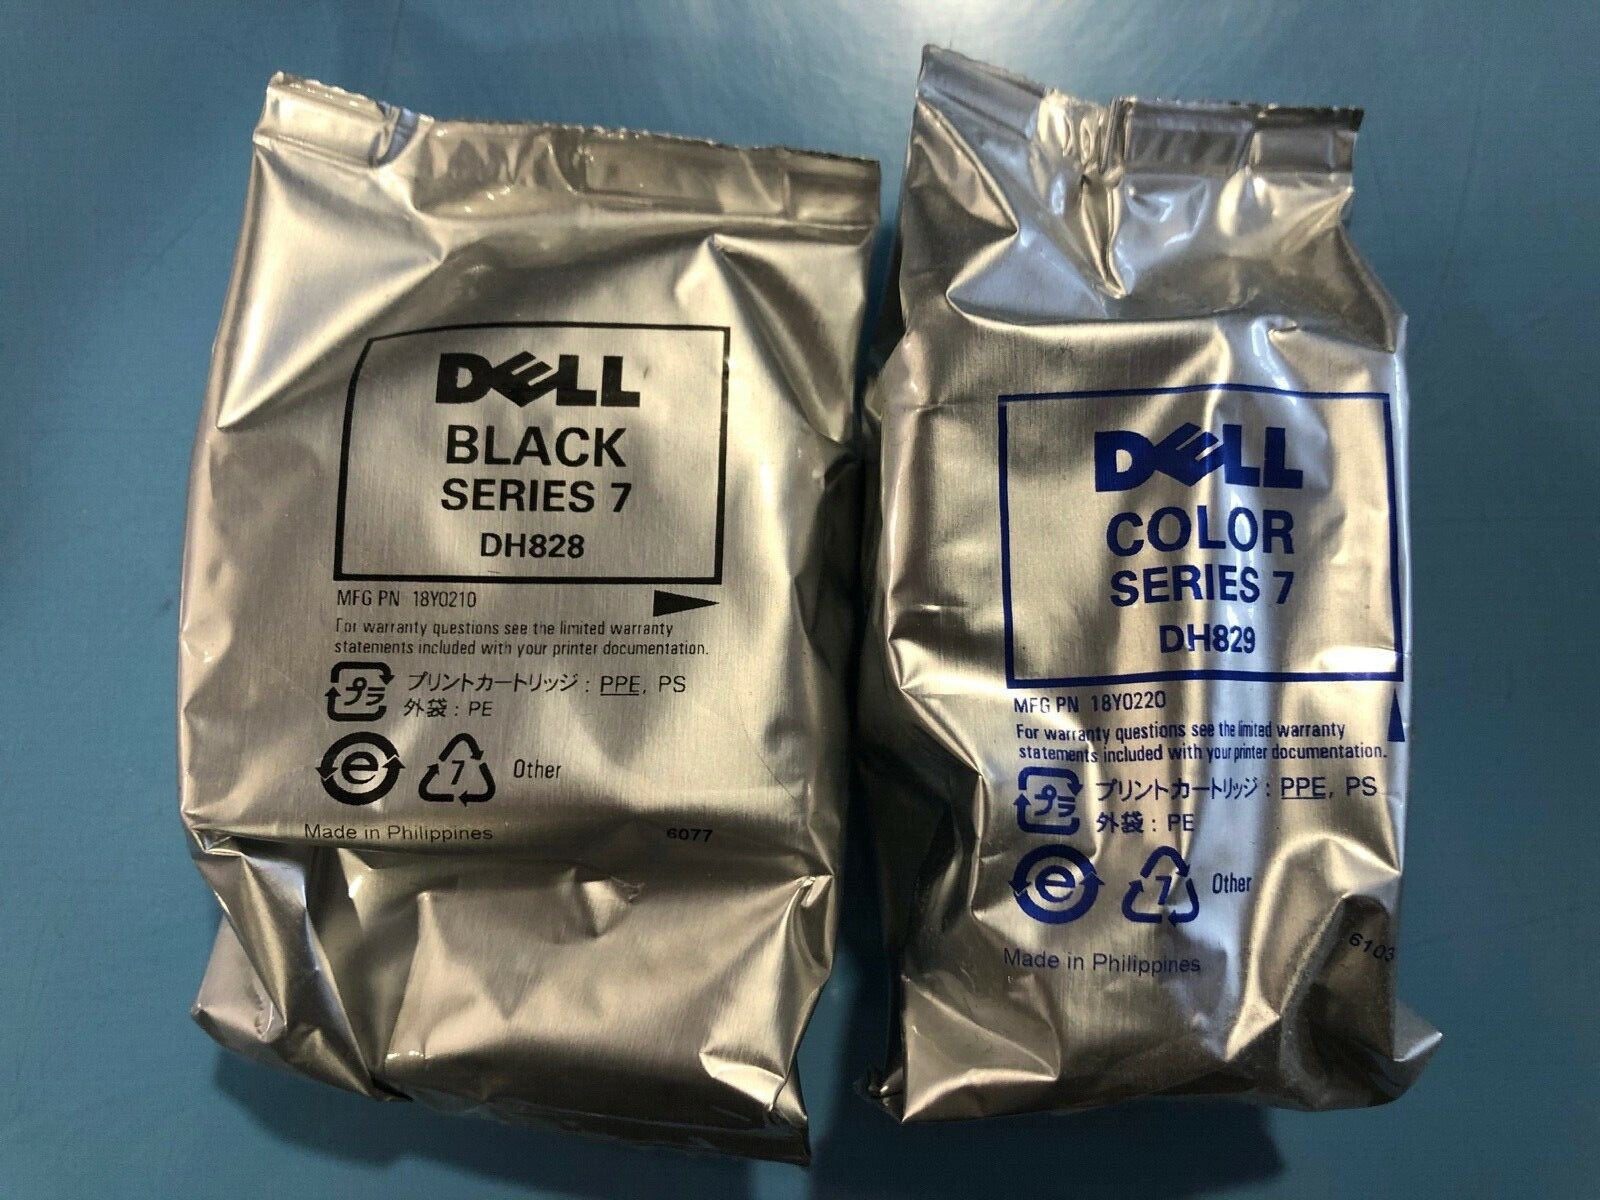 DELL
BLACK
SERIES 7
DH828
MFG PN 18Y0210
For warranty questions see the limited warranty
statements included with your printer documentation.
プラ
プリントカートリッジ : PPE, PS
外袋 : PE
e
7
Other
Made in Philippines
6077
DELL
COLOR
SERIES 7
DH829
MFG PN 18Y0220
For warranty questions see the limited warranty
statements included with your printer documentation.
プラ
プリントカートリッジ : PPE, PS
外袋 : PE
e
7
Other
6103
Made in Philippines